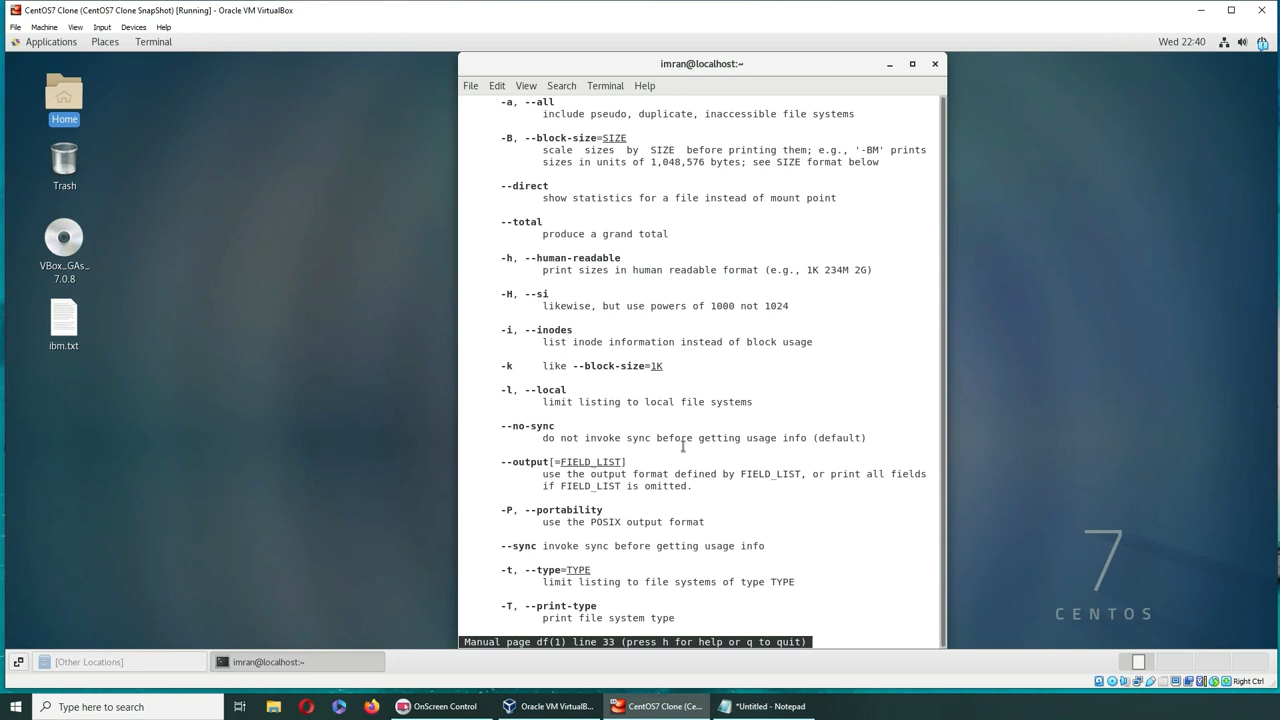 CentOS7 Clone (CentOS7 Clone SnapShot) [Running] - Oracle VM VirtualBox
File Machine View Input Devices Help
Applications Places Terminal Wed 22:40
imran@localhost:~
File Edit View Search Terminal Help
Home
Trash
VBox_GAs_
7.0.8
ibm.txt
-a, --all
include pseudo, duplicate, inaccessible file systems
-B, --block-size=SIZE
scale sizes by SIZE before printing them; e.g., '-BM' prints
sizes in units of 1,048,576 bytes; see SIZE format below
--direct
show statistics for a file instead of mount point
--total
produce a grand total
-h, --human-readable
print sizes in human readable format (e.g., 1K 234M 2G)
-H, --si
likewise, but use powers of 1000 not 1024
-i, --inodes
list inode information instead of block usage
-k like --block-size=1K
-l, --local
limit listing to local file systems
--no-sync
do not invoke sync before getting usage info (default)
--output[=FIELD_LIST]
use the output format defined by FIELD_LIST, or print all fields
if FIELD_LIST is omitted.
-P, --portability
use the POSIX output format
--sync invoke sync before getting usage info
-t, --type=TYPE
limit listing to file systems of type TYPE
-T, --print-type
print file system type
Manual page df(1) line 33 (press h for help or q to quit)
7
CENTOS
[Other Locations] imran@localhost:~
Right Ctrl
Type here to search OnScreen Control Oracle VM VirtualB... CentOS7 Clone (Ce... *Untitled - Notepad